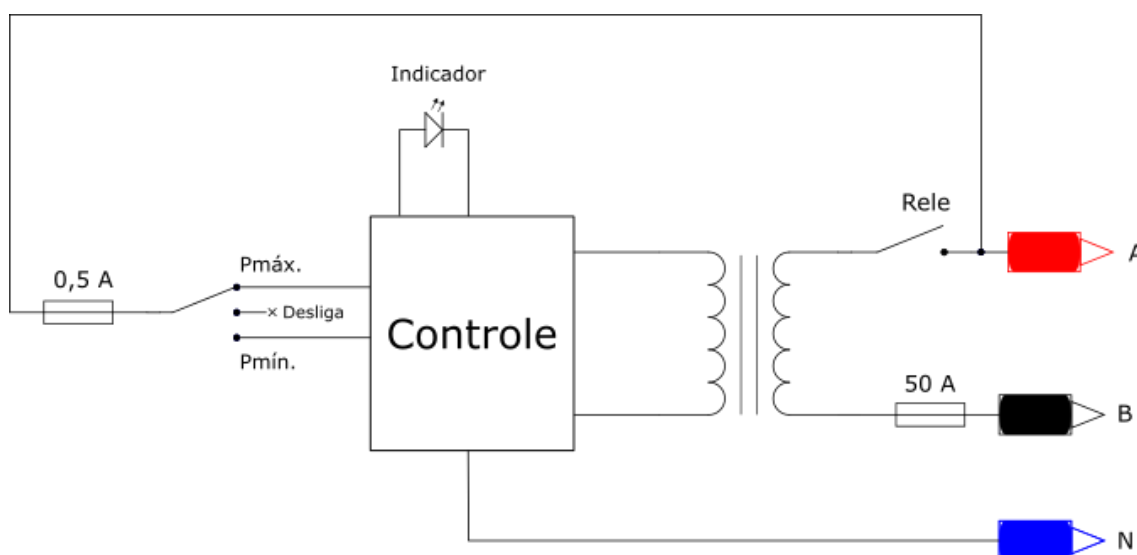 Indicador
Rele
A
0,5 A
Pmáx.
× Desliga
Pmín.
Controle
50 A
B
N